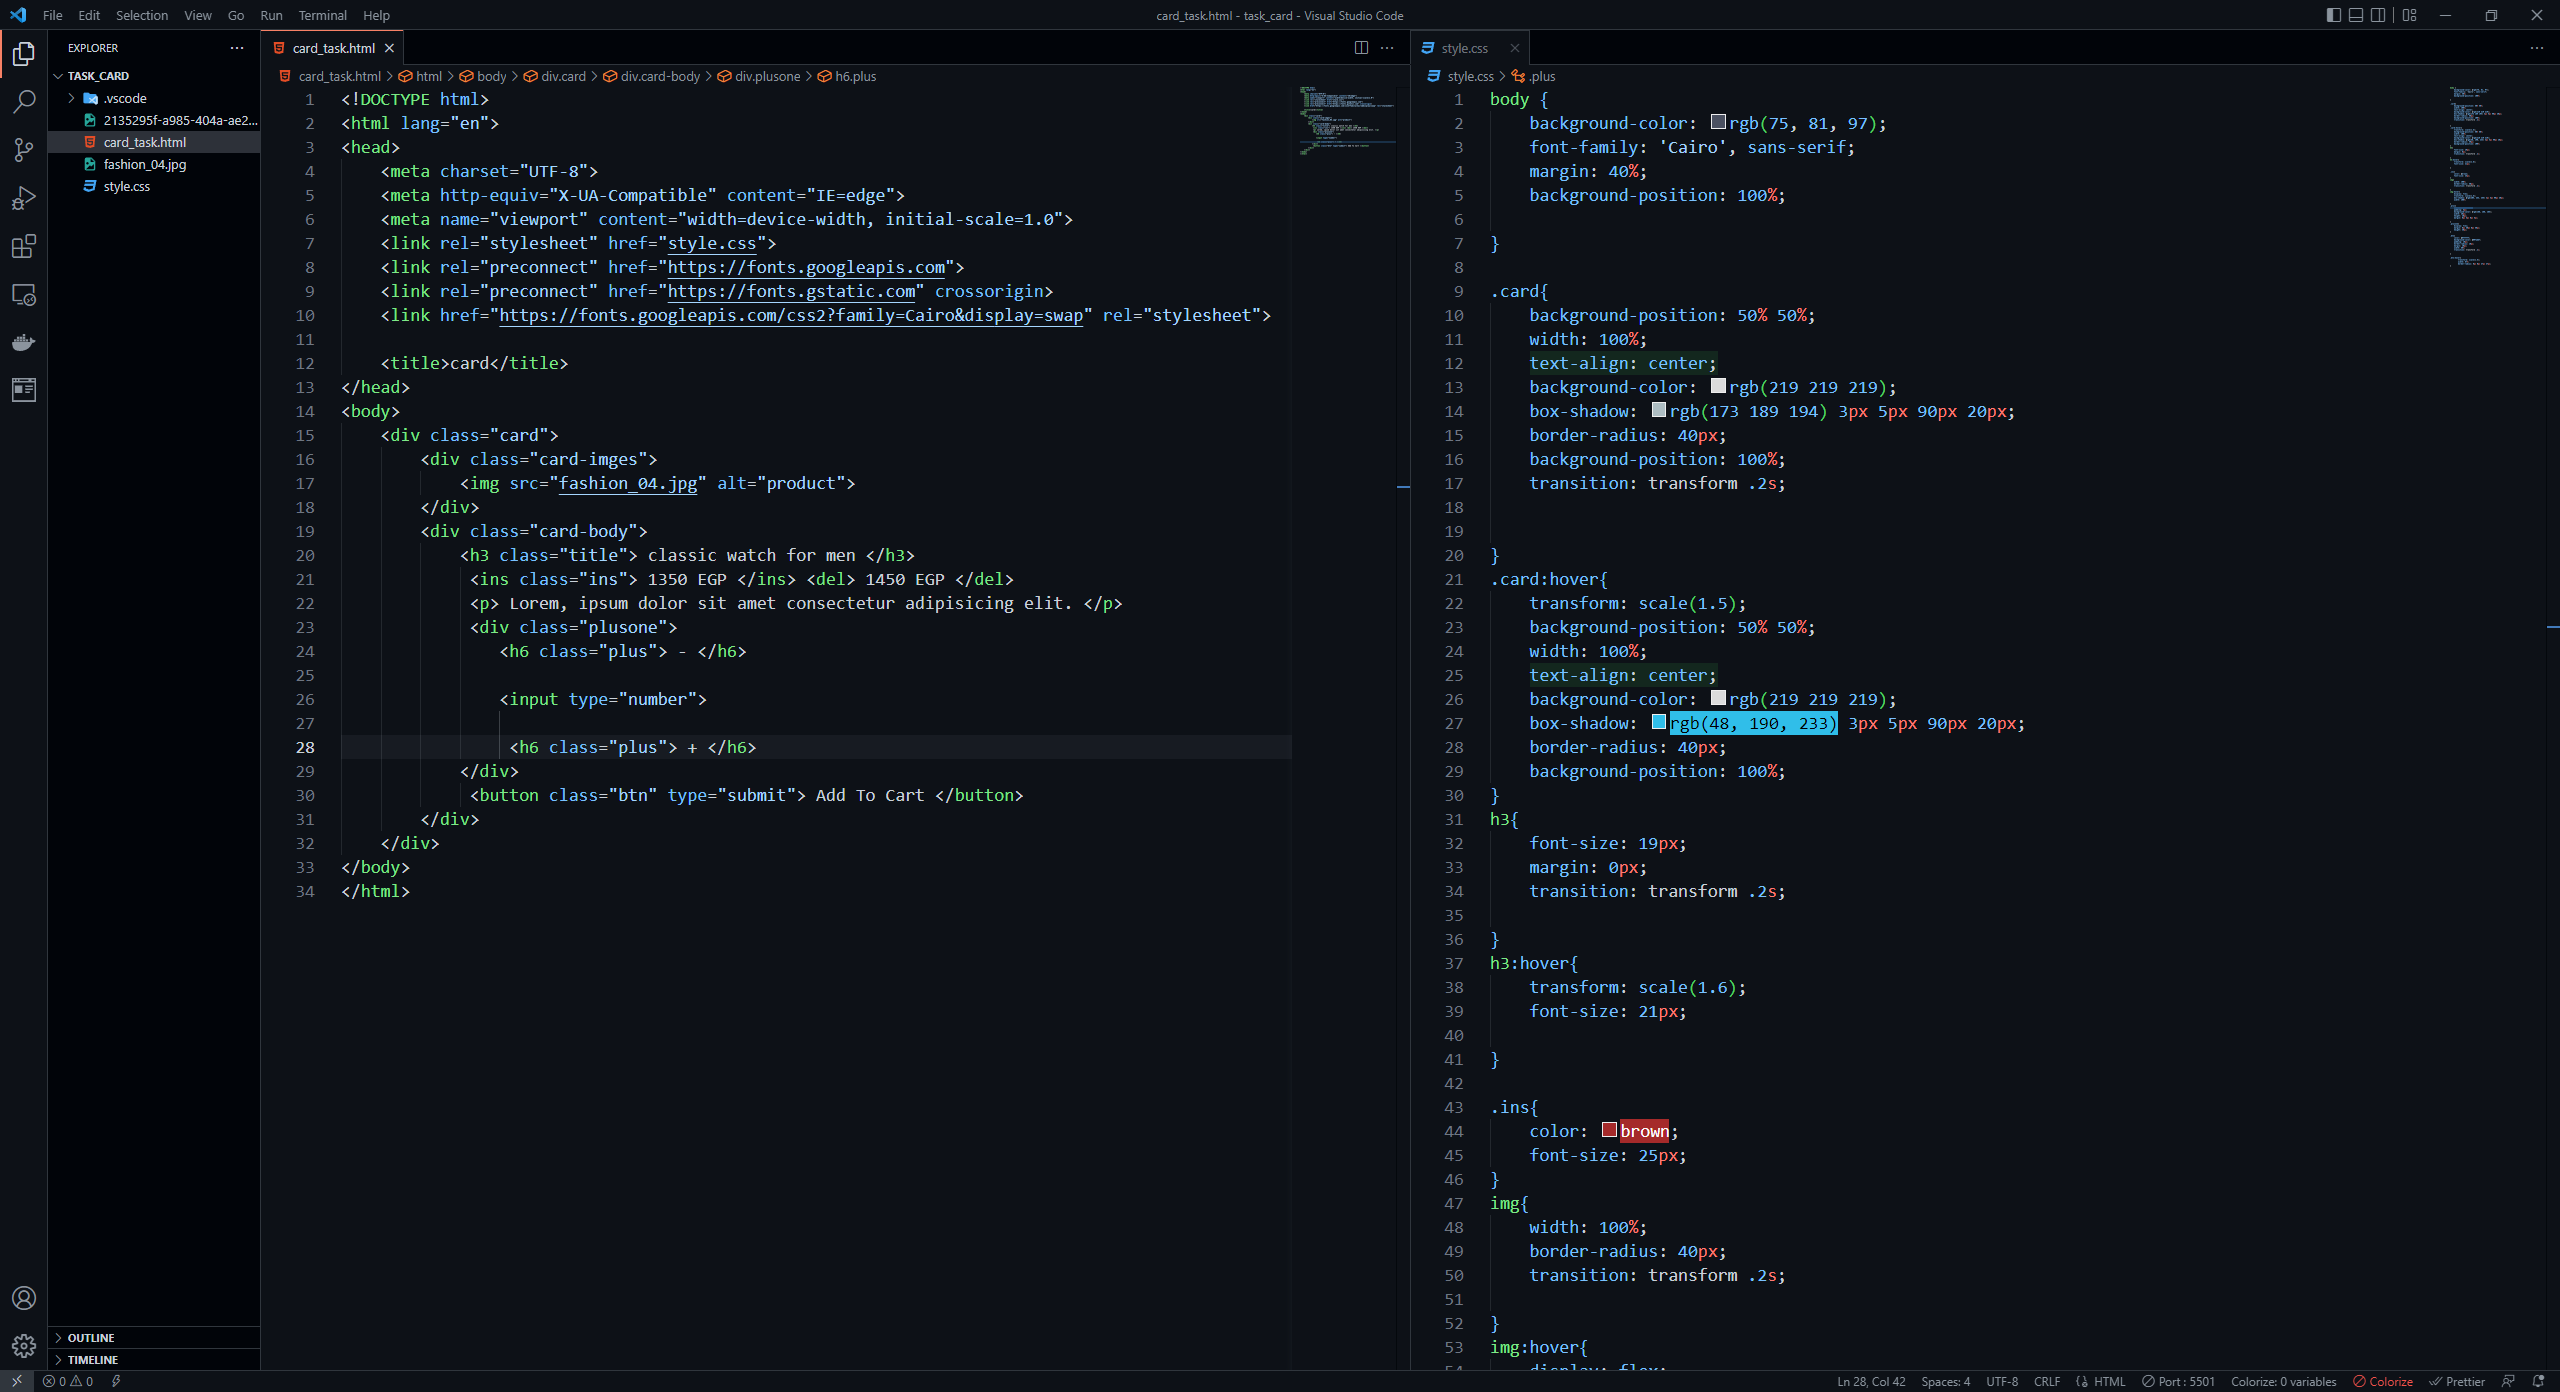 File Edit Selection View Go Run Terminal Help
card_task.html - task_card - Visual Studio Code
EXPLORER
TASK_CARD
.vscode
2135295f-a985-404a-ae2...
card_task.html
fashion_04.jpg
style.css
OUTLINE
TIMELINE
card_task.html
card_task.html > html > body > div.card > div.card-body > div.plusone > h6.plus
1 <!DOCTYPE html>
2 <html lang="en">
3 <head>
4     <meta charset="UTF-8">
5     <meta http-equiv="X-UA-Compatible" content="IE=edge">
6     <meta name="viewport" content="width=device-width, initial-scale=1.0">
7     <link rel="stylesheet" href="style.css">
8     <link rel="preconnect" href="https://fonts.googleapis.com">
9     <link rel="preconnect" href="https://fonts.gstatic.com" crossorigin>
10     <link href="https://fonts.googleapis.com/css2?family=Cairo&display=swap" rel="stylesheet">
11
12     <title>card</title>
13 </head>
14 <body>
15     <div class="card">
16         <div class="card-imges">
17             <img src="fashion_04.jpg" alt="product">
18         </div>
19         <div class="card-body">
20             <h3 class="title"> classic watch for men </h3>
21              <ins class="ins"> 1350 EGP </ins> <del> 1450 EGP </del>
22              <p> Lorem, ipsum dolor sit amet consectetur adipisicing elit. </p>
23              <div class="plusone">
24                 <h6 class="plus"> - </h6>
25
26                 <input type="number">
27
28                  <h6 class="plus"> + </h6>
29             </div>
30              <button class="btn" type="submit"> Add To Cart </button>
31         </div>
32     </div>
33 </body>
34 </html>
style.css
style.css > .plus
1 body {
2     background-color: rgb(75, 81, 97);
3     font-family: 'Cairo', sans-serif;
4     margin: 40%;
5     background-position: 100%;
6
7 }
8
9 .card{
10     background-position: 50% 50%;
11     width: 100%;
12     text-align: center;
13     background-color: rgb(219 219 219);
14     box-shadow: rgb(173 189 194) 3px 5px 90px 20px;
15     border-radius: 40px;
16     background-position: 100%;
17     transition: transform .2s;
18
19
20 }
21 .card:hover{
22     transform: scale(1.5);
23     background-position: 50% 50%;
24     width: 100%;
25     text-align: center;
26     background-color: rgb(219 219 219);
27     box-shadow: rgb(48, 190, 233) 3px 5px 90px 20px;
28     border-radius: 40px;
29     background-position: 100%;
30 }
31 h3{
32     font-size: 19px;
33     margin: 0px;
34     transition: transform .2s;
35
36 }
37 h3:hover{
38     transform: scale(1.6);
39     font-size: 21px;
40
41 }
42
43 .ins{
44     color: brown;
45     font-size: 25px;
46 }
47 img{
48     width: 100%;
49     border-radius: 40px;
50     transition: transform .2s;
51
52 }
53 img:hover{
54     display: flex;
0 0
Ln 28, Col 42 Spaces: 4 UTF-8 CRLF HTML Port : 5501 Colorize: 0 variables Colorize Prettier